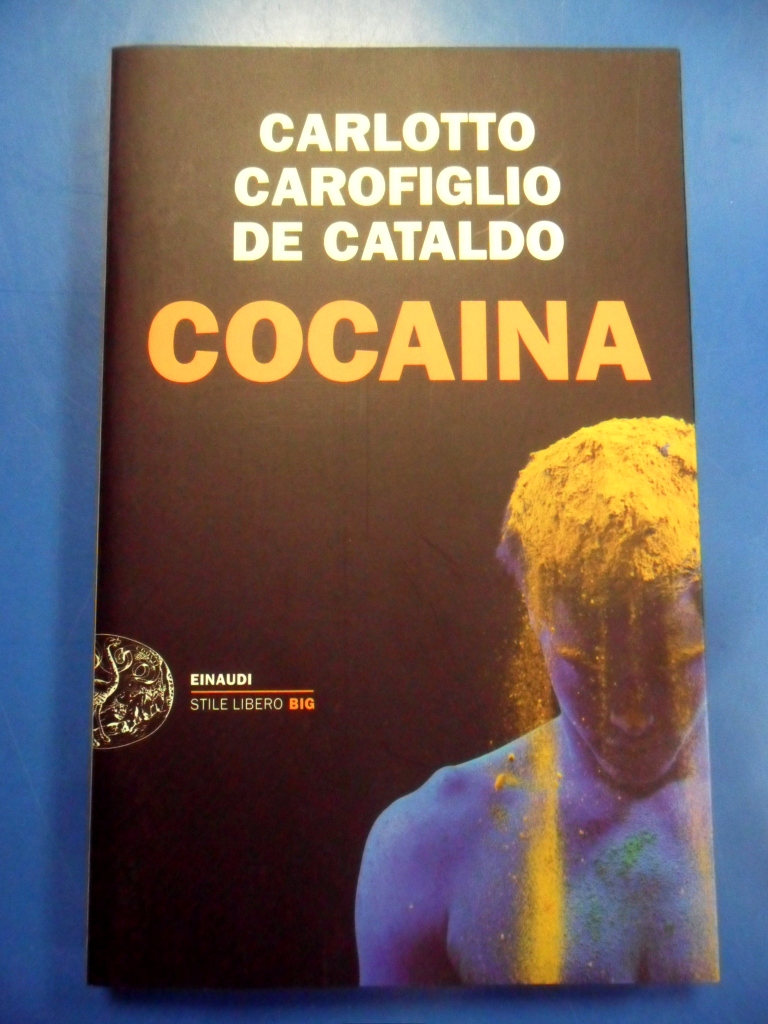 CARLOTTO
CAROFIGLIO
DE CATALDO
COCAINA
EINAUDI
STILE LIBERO BIG